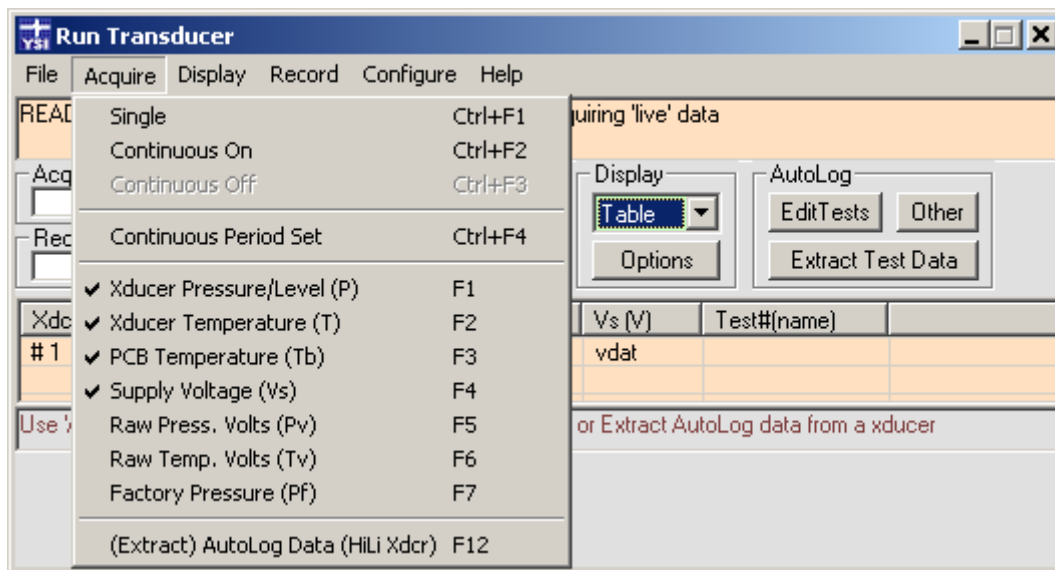 YSI Run Transducer
File Acquire Display Record Configure Help
READ
quiring 'live' data
Single Ctrl+F1
Continuous On Ctrl+F2
Continuous Off Ctrl+F3
Continuous Period Set Ctrl+F4
Xducer Pressure/Level (P) F1
Xducer Temperature (T) F2
PCB Temperature (Tb) F3
Supply Voltage (Vs) F4
Raw Press. Volts (Pv) F5
Raw Temp. Volts (Tv) F6
Factory Pressure (Pf) F7
(Extract) AutoLog Data (HiLi Xdcr) F12
Acq
Rec
Display
Table
Options
AutoLog
EditTests Other
Extract Test Data
Xdc Vs (V) Test#(name)
#1 vdat
Use
or Extract AutoLog data from a xducer